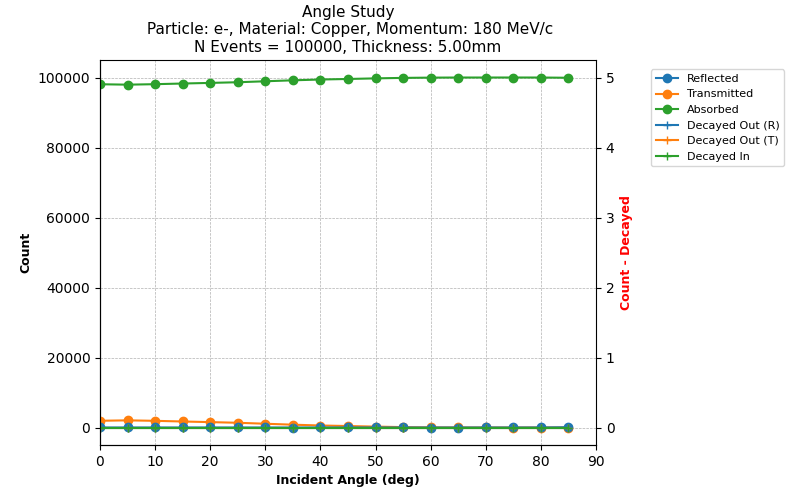 Angle Study
Particle: e-, Material: Copper, Momentum: 180 MeV/c
N Events = 100000, Thickness: 5.00mm
100000
80000
60000
40000
20000
0
Count
0 10 20 30 40 50 60 70 80 90
Incident Angle (deg)
5
4
3
2
1
0
Count - Decayed
Reflected
Transmitted
Absorbed
Decayed Out (R)
Decayed Out (T)
Decayed In